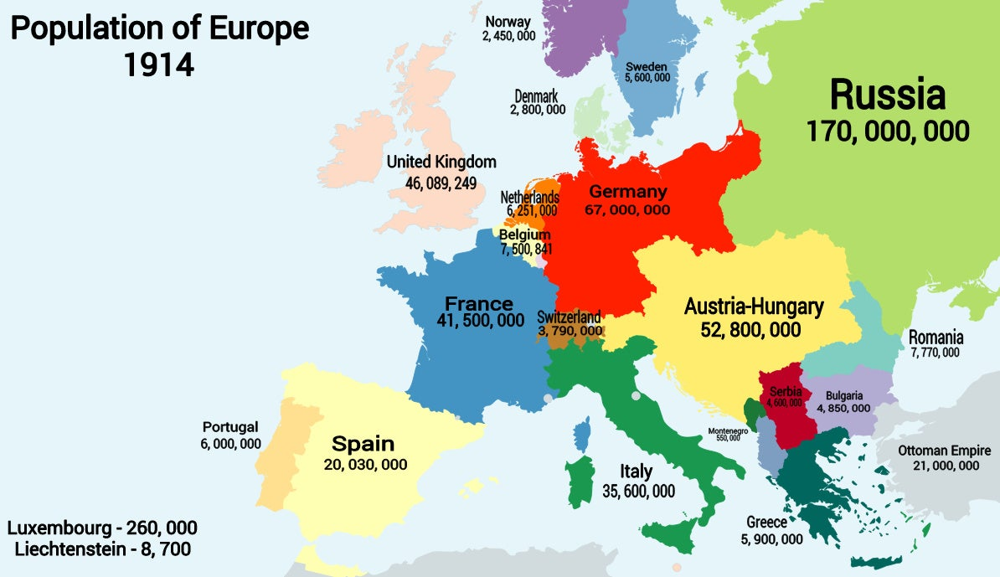 Population of Europe
1914
Norway
2, 450, 000
Sweden
5, 600, 000
Denmark
2, 800, 000
Russia
170, 000, 000
United Kingdom
46, 089, 249
Netherlands
6, 251, 000
Germany
67, 000, 000
Belgium
7, 500, 841
France
41, 500, 000
Switzerland
3, 790, 000
Austria-Hungary
52, 800, 000
Romania
7, 770, 000
Serbia
4, 600, 000
Bulgaria
4, 850, 000
Montenegro
550, 000
Portugal
6, 000, 000
Spain
20, 030, 000
Italy
35, 600, 000
Ottoman Empire
21, 000, 000
Greece
5, 900, 000
Luxembourg - 260, 000
Liechtenstein - 8, 700